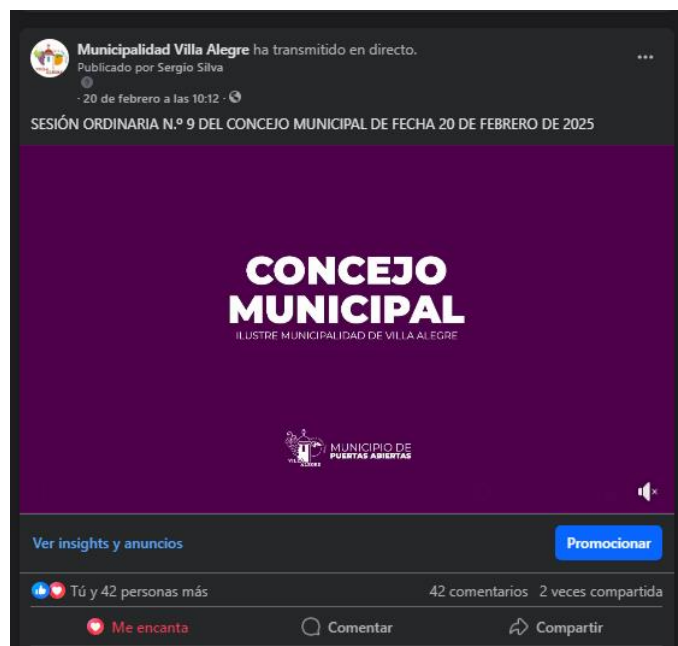 Municipalidad Villa Alegre ha transmitido en directo.
Publicado por Sergio Silva
· 20 de febrero a las 10:12 ·
SESIÓN ORDINARIA N.º 9 DEL CONCEJO MUNICIPAL DE FECHA 20 DE FEBRERO DE 2025
CONCEJO
MUNICIPAL
ILUSTRE MUNICIPALIDAD DE VILLA ALEGRE
VILLA ALEGRE
MUNICIPIO DE
PUERTAS ABIERTAS
Ver insights y anuncios
Promocionar
Tú y 42 personas más
42 comentarios 2 veces compartida
Me encanta
Comentar
Compartir